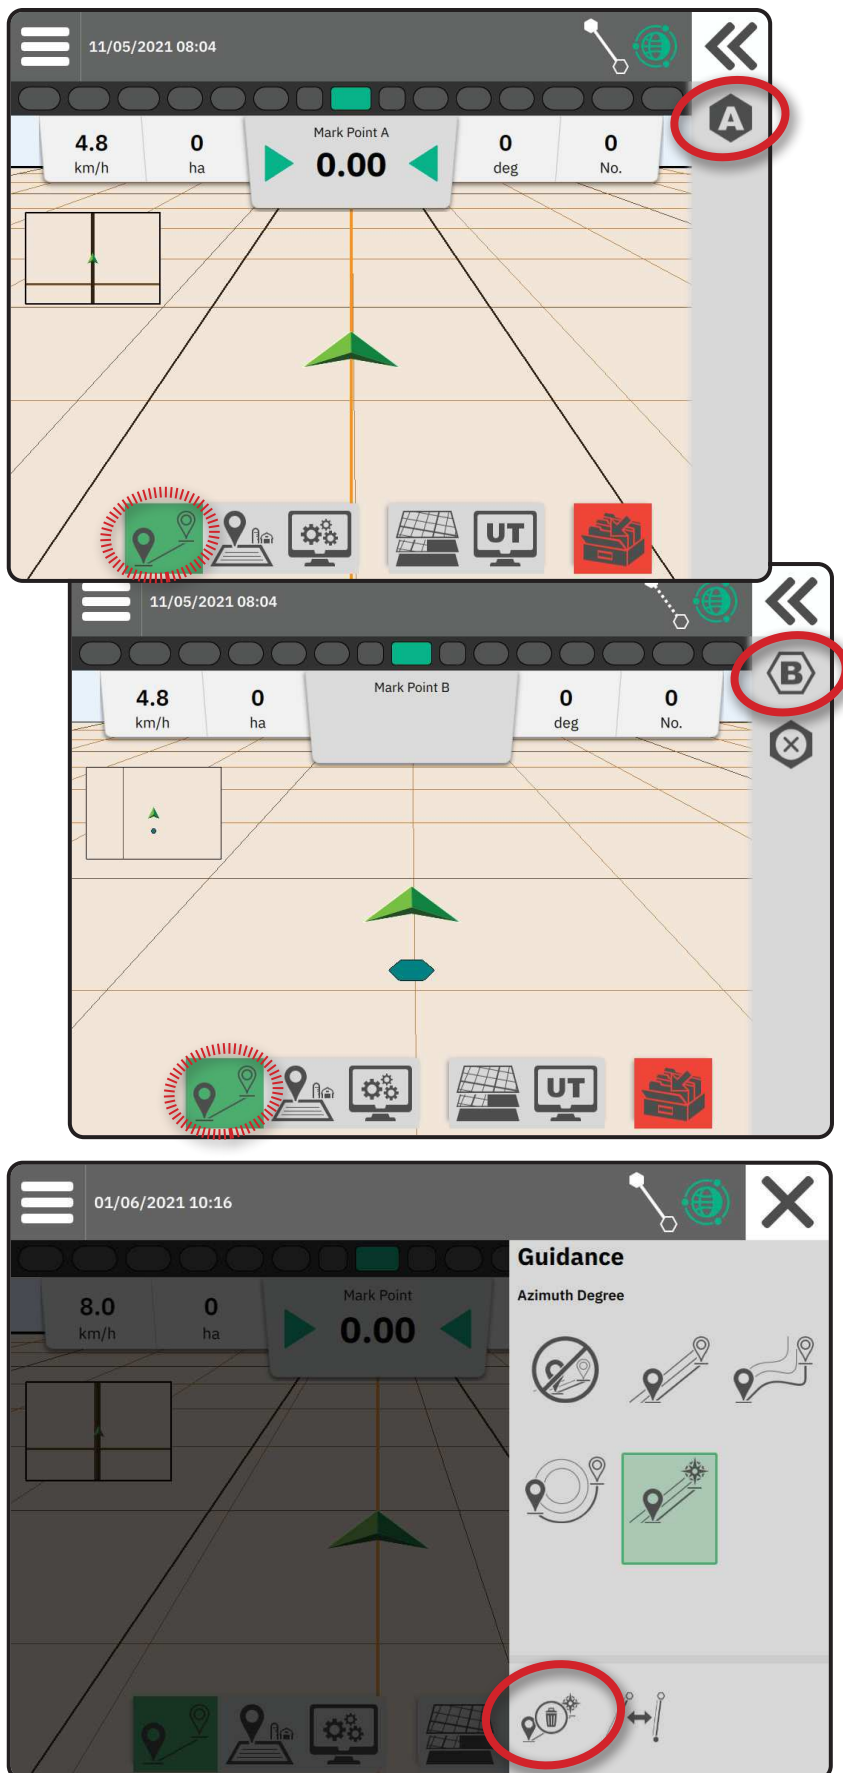 11/05/2021 08:04
A
Mark Point A
4.8 0 0.00 0 0
km/h ha deg No.
UT
11/05/2021 08:04
B
Mark Point B
4.8 0 0 0
km/h ha deg No.
UT
01/06/2021 10:16
Guidance
Azimuth Degree
Mark Point
8.0 0 0.00
km/h ha